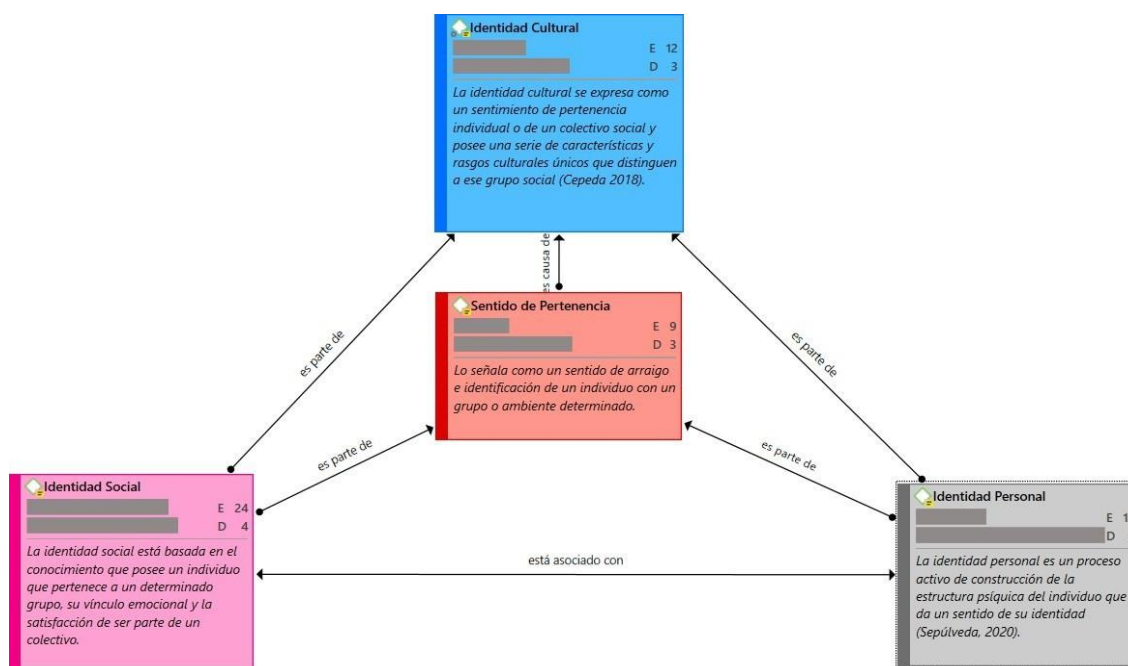 Identidad Cultural
E 12
D 3
La identidad cultural se expresa como
un sentimiento de pertenencia
individual o de un colectivo social y
posee una serie de características y
rasgos culturales únicos que distinguen
a ese grupo social (Cepeda 2018).
es causa de
Sentido de Pertenencia
E 9
D 3
Lo señala como un sentido de arraigo
e identificación de un individuo con un
grupo o ambiente determinado.
es parte de
es parte de
es parte de
es parte de
Identidad Social
E 24
D 4
La identidad social está basada en el
conocimiento que posee un individuo
que pertenece a un determinado
grupo, su vínculo emocional y la
satisfacción de ser parte de un
colectivo.
está asociado con
Identidad Personal
E 1
D
La identidad personal es un proceso
activo de construcción de la
estructura psíquica del individuo que
da un sentido de su identidad
(Sepúlveda, 2020).